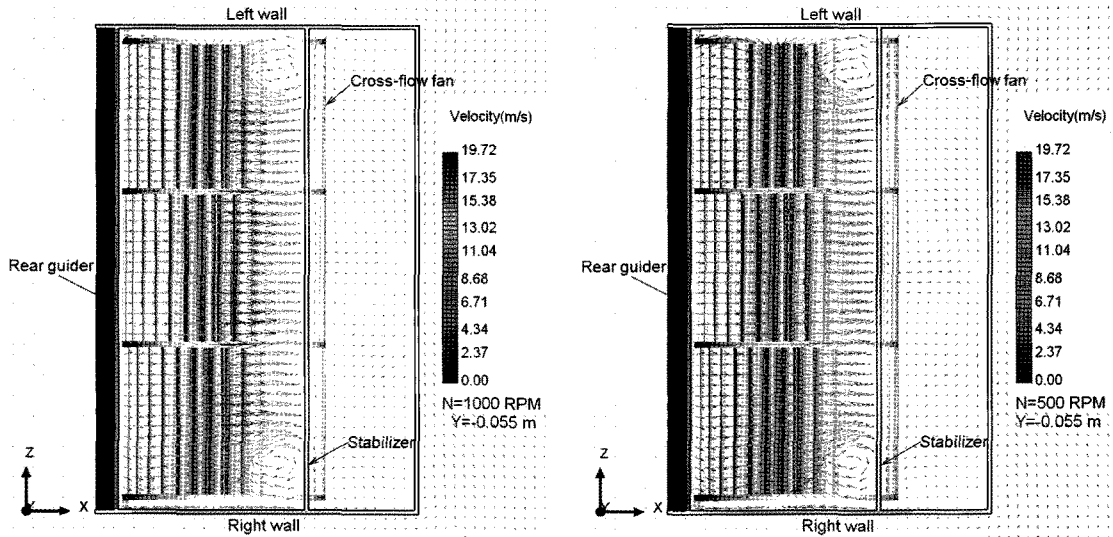 Left wall
Cross-flow fan
Velocity(m/s)
19.72
17.35
15.38
13.02
11.04
8.68
6.71
4.34
2.37
0.00
N=1000 RPM
Y=-0.055 m
Rear guider
Stabilizer
Z
X
Y
Right wall
Left wall
Cross-flow fan
Velocity(m/s)
19.72
17.35
15.38
13.02
11.04
8.68
6.71
4.34
2.37
0.00
N=500 RPM
Y=-0.055 m
Rear guider
Stabilizer
Z
X
Y
Right wall